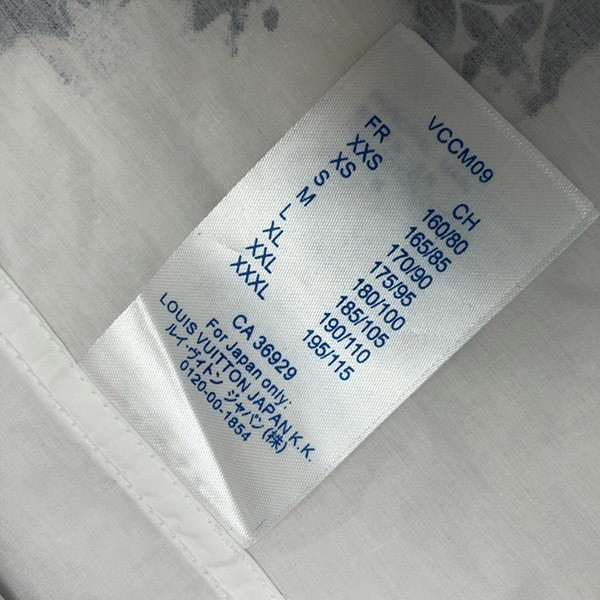 VCCM09
FR CH
XXS 160/80
XS 165/85
S 170/90
M 175/95
L 180/100
XL 185/105
XXL 190/110
XXXL 195/115
CA 36929
For Japan only:
LOUIS VUITTON JAPAN K.K.
ルイ・ヴィトン ジャパン(株)
0120-00-1854